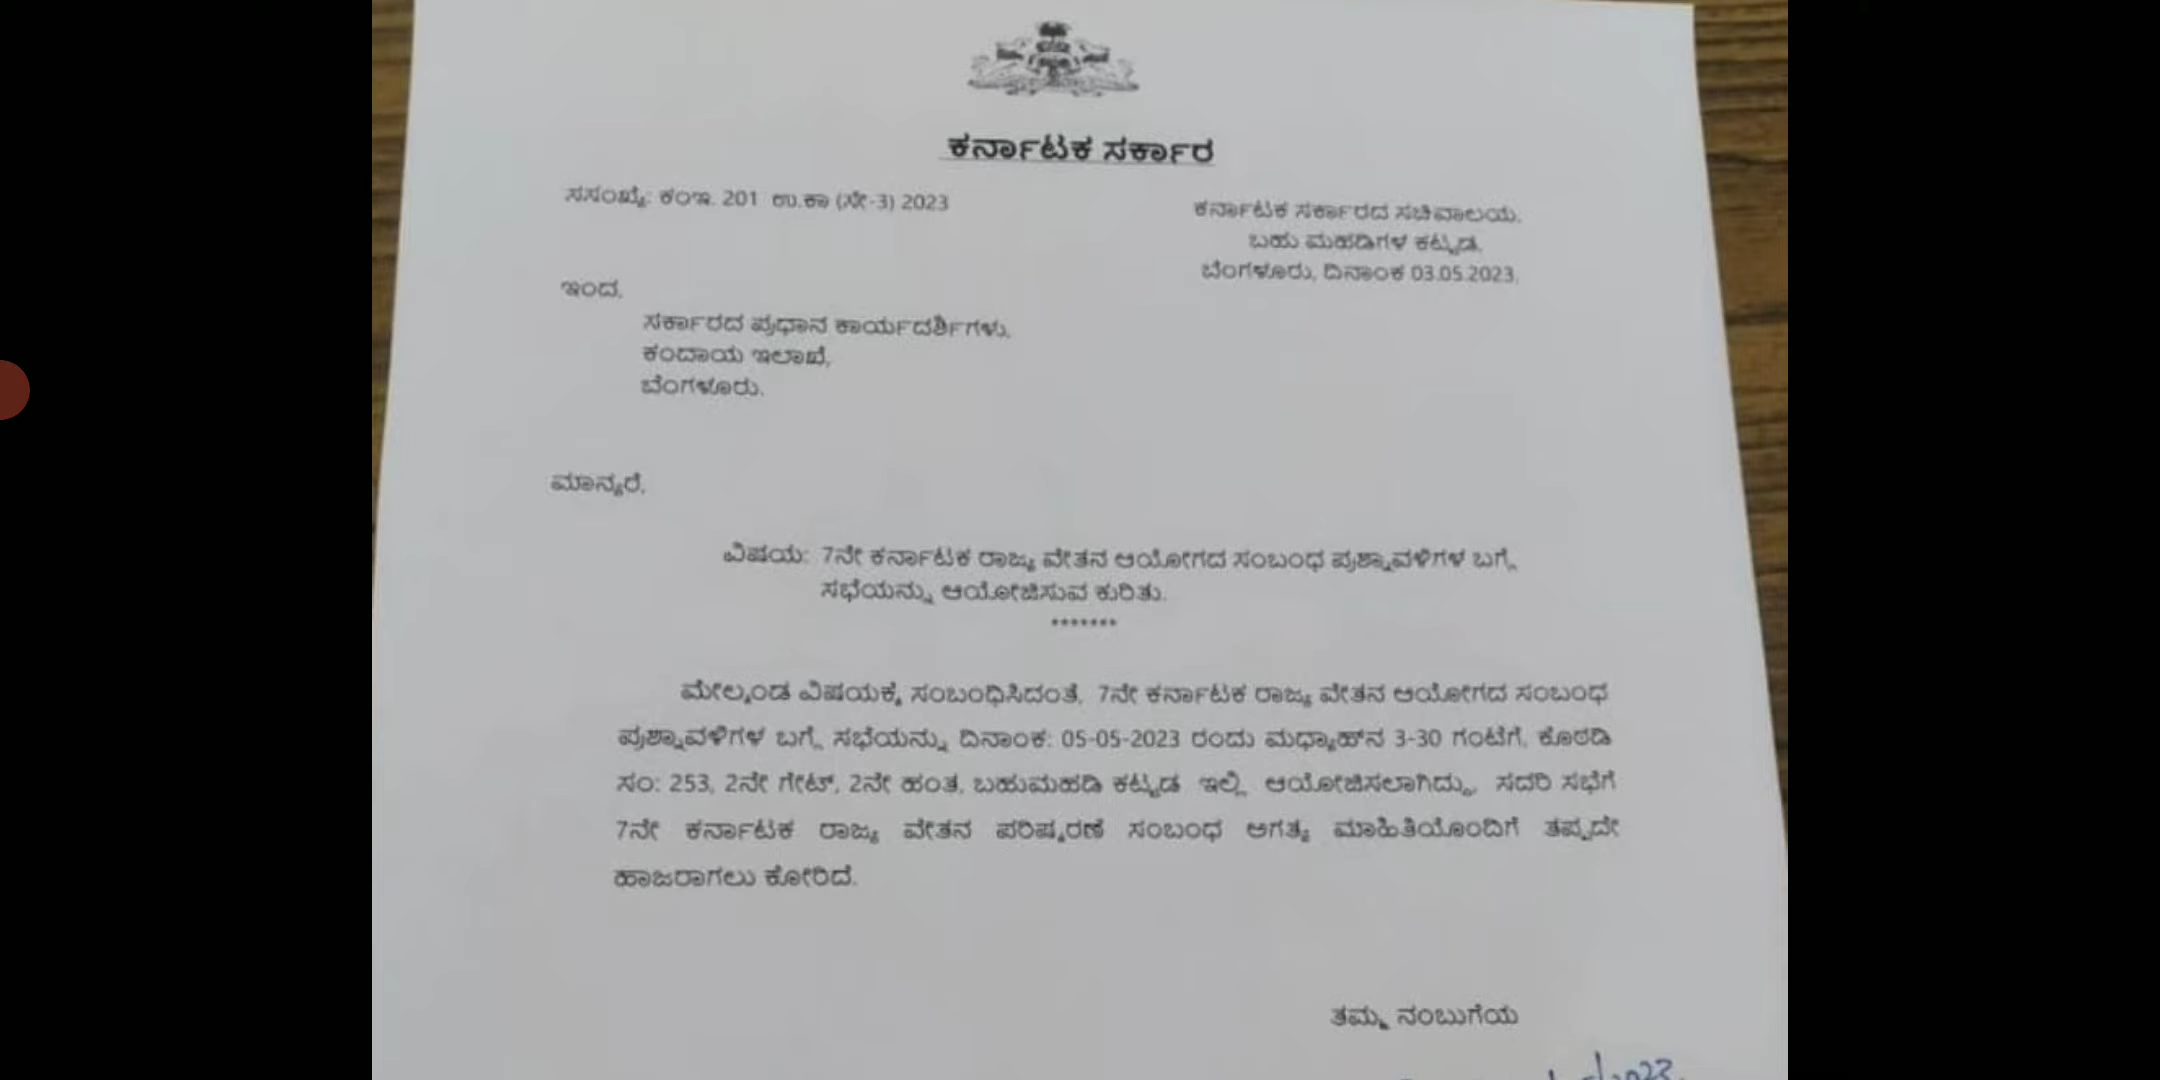 ಕರ್ನಾಟಕ ಸರ್ಕಾರ
ಸಸಂಖ್ಯೆ: ಕಂಇ. 201 ಉ.ಕಾ (ಸೇ-3) 2023
ಕರ್ನಾಟಕ ಸರ್ಕಾರದ ಸಚಿವಾಲಯ,
ಬಹು ಮಹಡಿಗಳ ಕಟ್ಟಡ,
ಬೆಂಗಳೂರು, ದಿನಾಂಕ 03.05.2023.
ಇಂದ,
ಸರ್ಕಾರದ ಪ್ರಧಾನ ಕಾರ್ಯದರ್ಶಿಗಳು,
ಕಂದಾಯ ಇಲಾಖೆ,
ಬೆಂಗಳೂರು.
ಮಾನ್ಯರೆ,
ವಿಷಯ: 7ನೇ ಕರ್ನಾಟಕ ರಾಜ್ಯ ವೇತನ ಆಯೋಗದ ಸಂಬಂಧ ಪ್ರಶ್ನಾವಳಿಗಳ ಬಗ್ಗೆ
ಸಭೆಯನ್ನು ಆಯೋಜಿಸುವ ಕುರಿತು.
*******
ಮೇಲ್ಕಂಡ ವಿಷಯಕ್ಕೆ ಸಂಬಂಧಿಸಿದಂತೆ, 7ನೇ ಕರ್ನಾಟಕ ರಾಜ್ಯ ವೇತನ ಆಯೋಗದ ಸಂಬಂಧ
ಪ್ರಶ್ನಾವಳಿಗಳ ಬಗ್ಗೆ ಸಭೆಯನ್ನು ದಿನಾಂಕ: 05-05-2023 ರಂದು ಮಧ್ಯಾಹ್ನ 3-30 ಗಂಟೆಗೆ, ಕೊಠಡಿ
ಸಂ: 253, 2ನೇ ಗೇಟ್, 2ನೇ ಹಂತ, ಬಹುಮಹಡಿ ಕಟ್ಟಡ ಇಲ್ಲಿ ಆಯೋಜಿಸಲಾಗಿದ್ದು, ಸದರಿ ಸಭೆಗೆ
7ನೇ ಕರ್ನಾಟಕ ರಾಜ್ಯ ವೇತನ ಪರಿಷ್ಕರಣೆ ಸಂಬಂಧ ಅಗತ್ಯ ಮಾಹಿತಿಯೊಂದಿಗೆ ತಪ್ಪದೇ
ಹಾಜರಾಗಲು ಕೋರಿದೆ.
ತಮ್ಮ ನಂಬುಗೆಯ